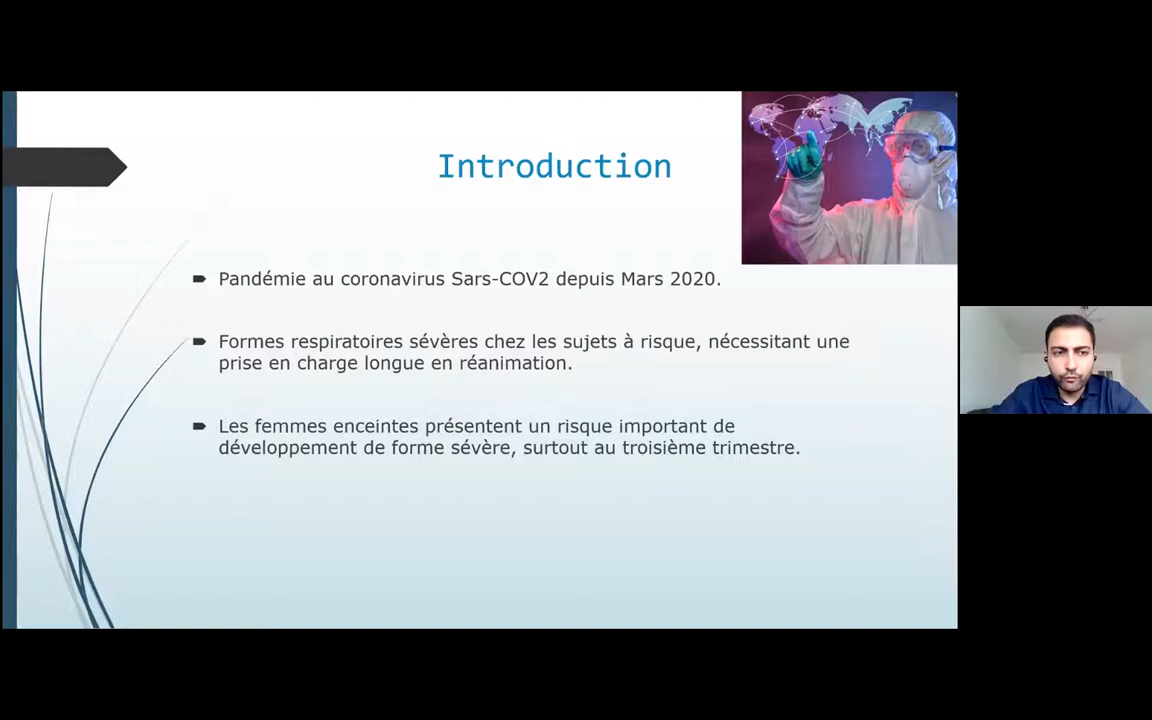 Introduction
Pandémie au coronavirus Sars-COV2 depuis Mars 2020.
Formes respiratoires sévères chez les sujets à risque, nécessitant une
prise en charge longue en réanimation.
Les femmes enceintes présentent un risque important de
développement de forme sévère, surtout au troisième trimestre.